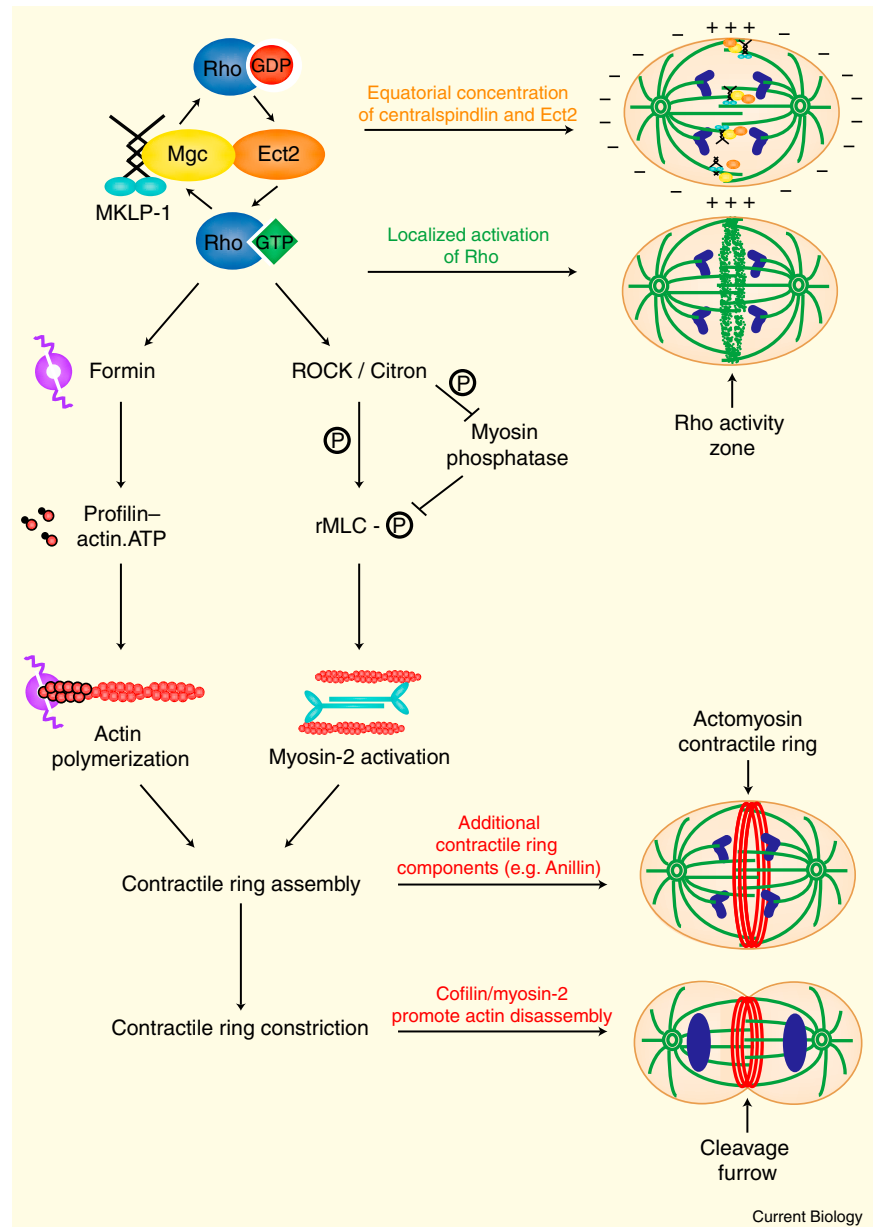 Rho GDP
Mgc Ect2
MKLP-1
Rho GTP
Equatorial concentration
of centralspindlin and Ect2
+ + +
− − − − − − − − − − − − − −
+ + +
Localized activation
of Rho
Rho activity
zone
Formin
ROCK / Citron
P
P
Myosin
phosphatase
Profilin–
actin.ATP
rMLC - P
Actin
polymerization
Myosin-2 activation
Actomyosin
contractile ring
Contractile ring assembly
Additional
contractile ring
components (e.g. Anillin)
Contractile ring constriction
Cofilin/myosin-2
promote actin disassembly
Cleavage
furrow
Current Biology